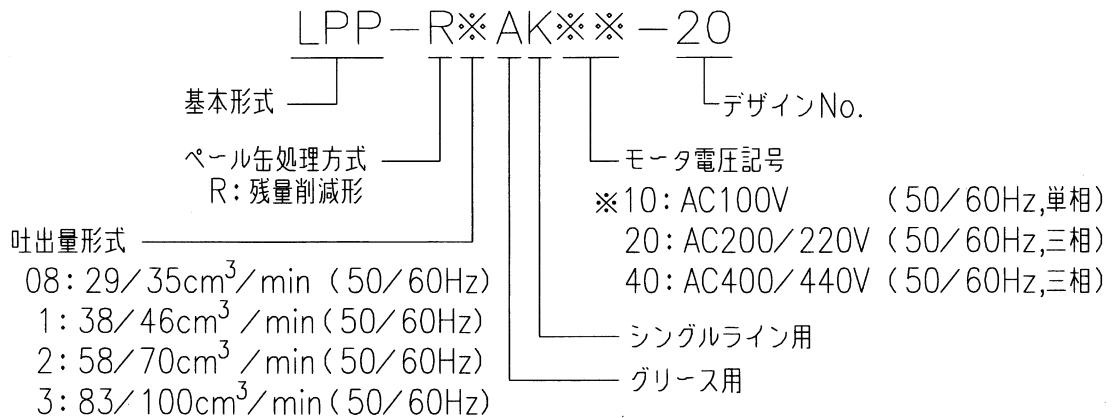 LPP-R※AK※※-20
基本形式
デザインNo.
ペール缶処理方式
R:残量削減形
モータ電圧記号
※10:AC100V (50/60Hz,単相)
20:AC200/220V (50/60Hz,三相)
40:AC400/440V (50/60Hz,三相)
吐出量形式
08:29/35cm³/min (50/60Hz)
1:38/46cm³/min(50/60Hz)
2:58/70cm³/min(50/60Hz)
3:83/100cm³/min(50/60Hz)
シングルライン用
グリース用